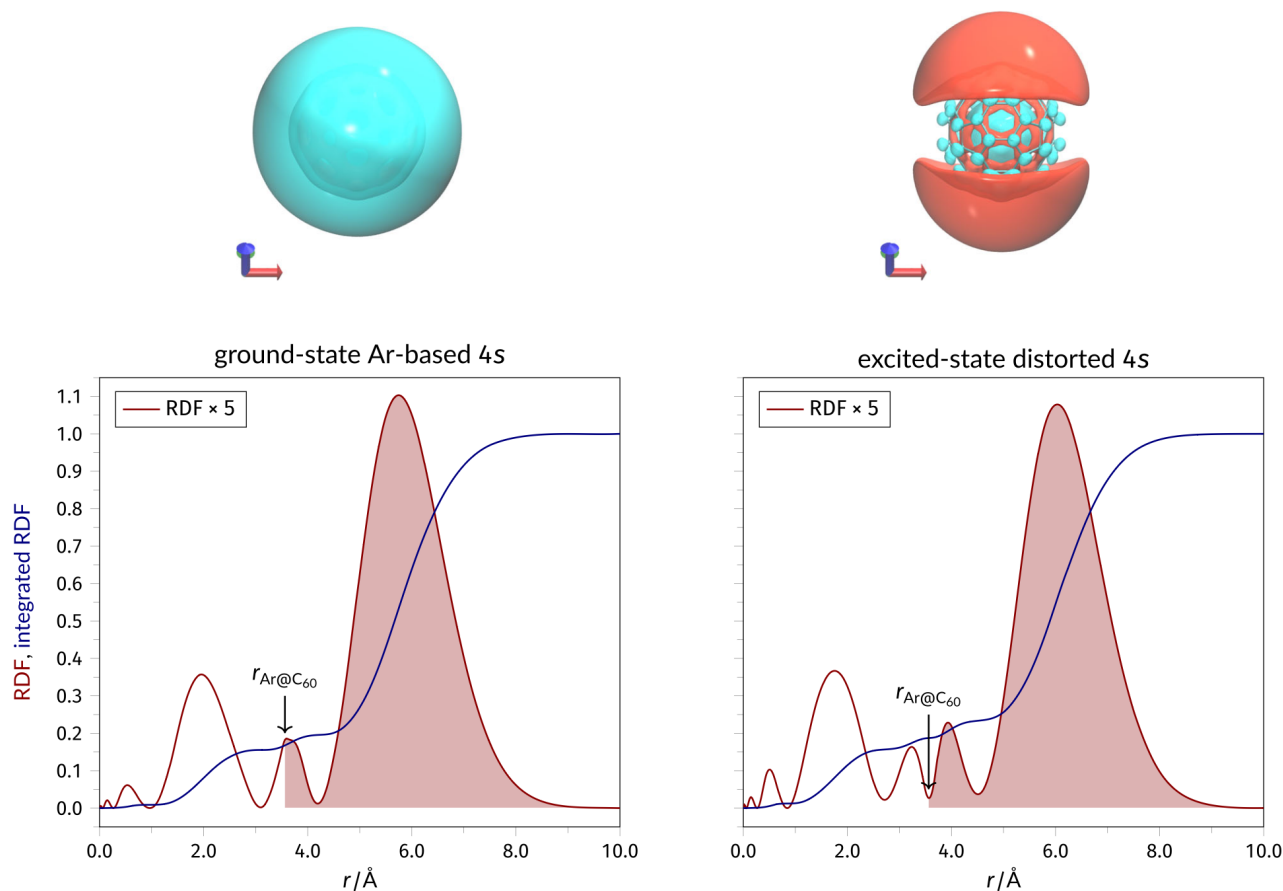 ground-state Ar-based 4s
RDF × 5
RDF, integrated RDF
1.1
1.0
0.9
0.8
0.7
0.6
0.5
0.4
0.3
0.2
0.1
0.0
r_Ar@C₆₀
0.0 2.0 4.0 6.0 8.0 10.0
r/Å
excited-state distorted 4s
RDF × 5
r_Ar@C₆₀
0.0 2.0 4.0 6.0 8.0 10.0
r/Å